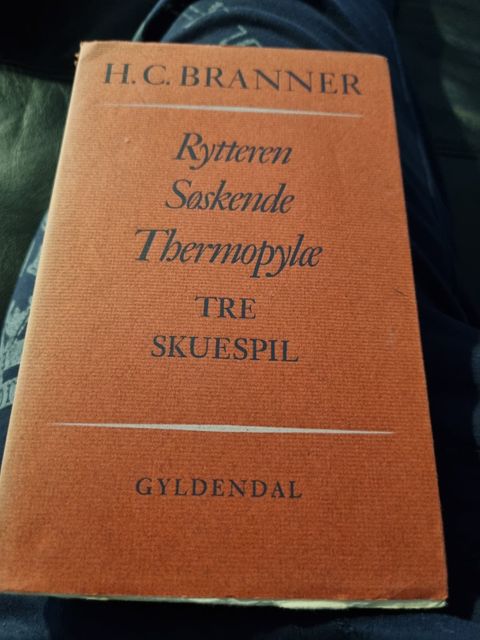 H.C.BRANNER
Rytteren
Søskende
Thermopylæ
TRE
SKUESPIL
GYLDENDAL